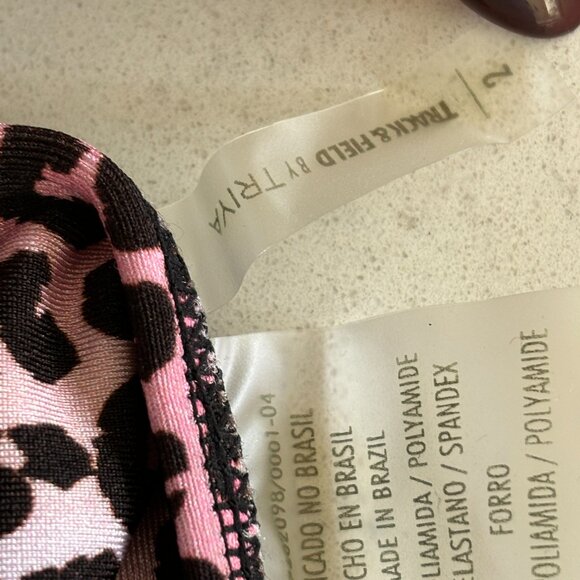 TRACK&FIELD BY TRIYA
2
098/0001-04
ICADO NO BRASIL
CHO EN BRASIL
ADE IN BRAZIL
LIAMIDA / POLYAMIDE
ELASTANO / SPANDEX
FORRO
OLIAMIDA / POLYAMIDE